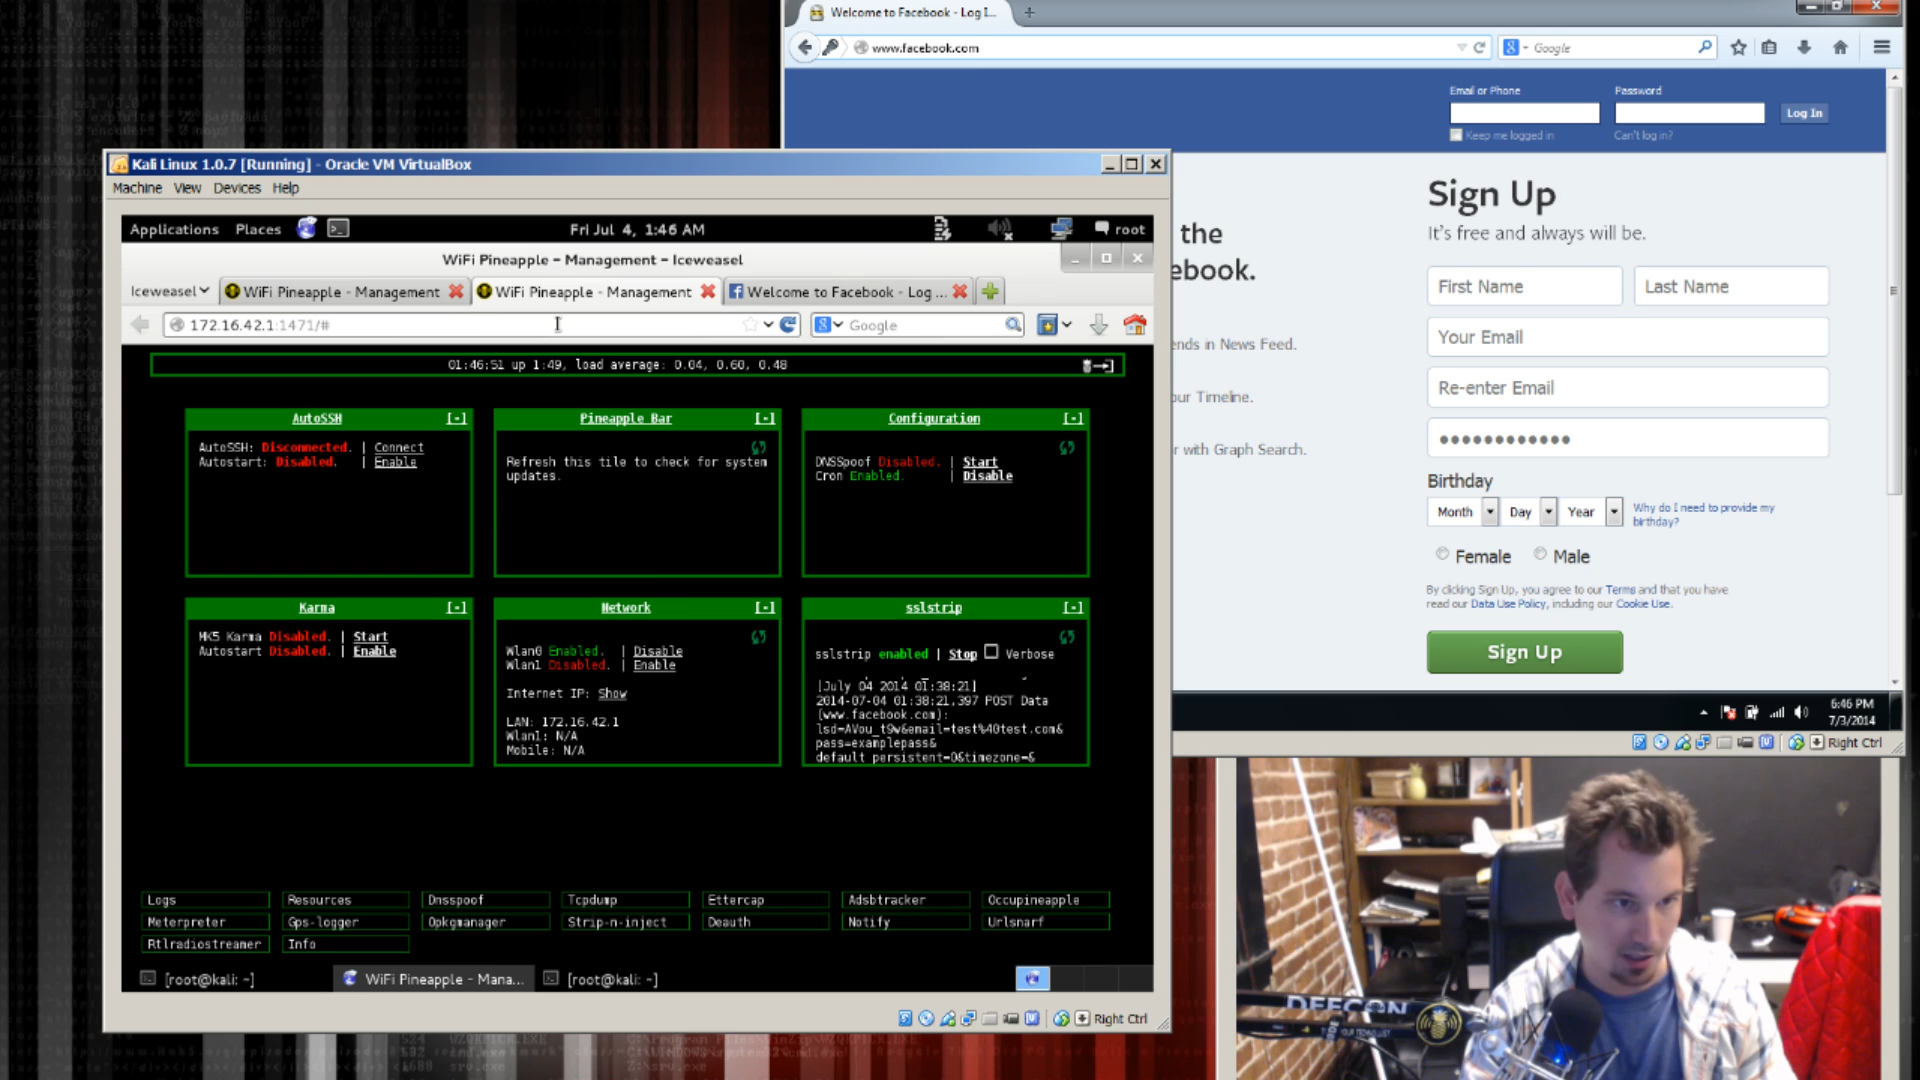 Welcome to Facebook - Log I...
www.facebook.com
Google
Email or Phone
Password
Log In
Keep me logged in
Can't log in?
Kali Linux 1.0.7 [Running] - Oracle VM VirtualBox
Machine View Devices Help
Applications Places
Fri Jul 4, 1:46 AM
root
WiFi Pineapple - Management - Iceweasel
Iceweasel
WiFi Pineapple - Management
WiFi Pineapple - Management
Welcome to Facebook - Log ...
172.16.42.1:1471/#
Google
01:46:51 up 1:49, load average: 0.04, 0.60, 0.48
AutoSSH [-]
AutoSSH: Disconnected. | Connect
Autostart: Disabled. | Enable
Pineapple Bar [-]
Refresh this tile to check for system
updates.
Configuration [-]
DNSSpoof Disabled. | Start
Cron Enabled. | Disable
Karma [-]
MK5 Karma Disabled. | Start
Autostart Disabled. | Enable
Network [-]
Wlan0 Enabled. | Disable
Wlan1 Disabled. | Enable
Internet IP: Show
LAN: 172.16.42.1
Wlan1: N/A
Mobile: N/A
sslstrip [-]
sslstrip enabled | Stop Verbose
[July 04 2014 01:38:21]
2014-07-04 01:38:21,397 POST Data
(www.facebook.com):
lsd=AVou_t9w&email=test%40test.com&
pass=examplepass&
default_persistent=0&timezone=&
Logs Resources Dnsspoof Tcpdump Ettercap Adsbtracker Occupineapple
Meterpreter Gps-logger Opkgmanager Strip-n-inject Deauth Notify Urlsnarf
Rtlradiostreamer Info
[root@kali: ~]
WiFi Pineapple - Mana...
[root@kali: ~]
Right Ctrl
the
ebook.
ends in News Feed.
our Timeline.
r with Graph Search.
Sign Up
It's free and always will be.
First Name
Last Name
Your Email
Re-enter Email
Birthday
Month Day Year
Why do I need to provide my
birthday?
Female Male
By clicking Sign Up, you agree to our Terms and that you have
read our Data Use Policy, including our Cookie Use.
Sign Up
6:46 PM
7/3/2014
Right Ctrl
DEFCON